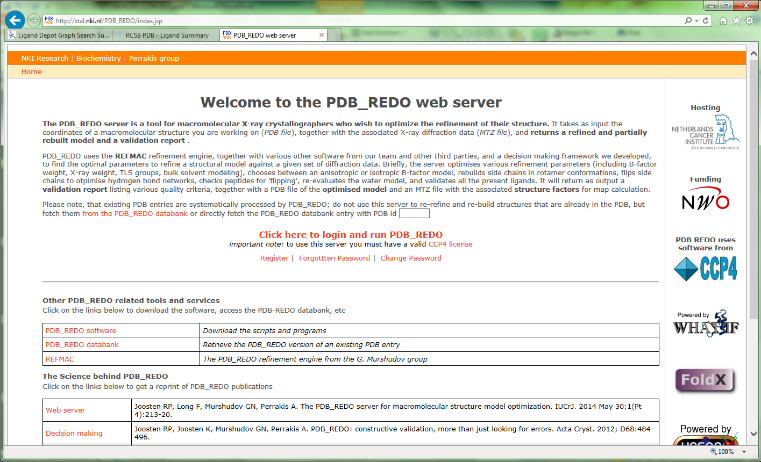 http://xtal.nki.nl/PDB_REDO/index.jsp
Ligand Depot Graph Search Su...
RCSB PDB - Ligand Summary
PDB_REDO web server
NKI Research | Biochemistry | Perrakis group
Home
Welcome to the PDB_REDO web server
The PDB_REDO server is a tool for macromolecular X-ray crystallographers who wish to optimize the refinement of their structure. It takes as input the
coordinates of a macromolecular structure you are working on (PDB file), together with the associated X-ray diffraction data (MTZ file), and returns a refined and partially
rebuilt model and a validation report .
PDB_REDO uses the REFMAC refinement engine, together with various other software from our team and other third parties, and a decision making framework we developed,
to find the optimal parameters to refine a structural model against a given set of diffraction data. Briefly, the server optimises various refinement parameters (including B-factor
weight, X-ray weight, TLS groups, bulk solvent modeling), chooses between an anisotropic or isotropic B-factor model, rebuilds side chains in rotamer conformations, flips side
chains to otpimise hydrogen bond networks, checks peptides for 'flipping', re-evaluates the water model, and validates all the present ligands. It will return as output a
validation report listing various quality criteria, together with a PDB file of the optimised model and an MTZ file with the associated structure factors for map calculation.
Please note, that existing PDB entries are systematically processed by PDB_REDO; do not use this server to re-refine and re-build structures that are already in the PDB, but
fetch them from the PDB_REDO databank or directly fetch the PDB_REDO databank entry with PDB id
Click here to login and run PDB_REDO
important note: to use this server you must have a valid CCP4 license
Register | Forgottten Password | Change Password
Other PDB_REDO related tools and services
Click on the links below to download the software, access the PDB-REDO databank, etc
PDB_REDO software Download the scripts and programs
PDB_REDO databank Retrieve the PDB_REDO version of an existing PDB entry
REFMAC The PDB_REDO refinement engine from the G. Murshudov group
The Science behind PDB_REDO
Click on the links below to get a reprint of PDB_REDO publications
Web server Joosten RP, Long F, Murshudov GN, Perrakis A. The PDB_REDO server for macromolecular structure model optimization. IUCrJ. 2014 May 30;1(Pt
4):213-20.
Decision making Joosten RP, Joosten K, Murshudov GN, Perrakis A. PDB_REDO: constructive validation, more than just looking for errors. Acta Cryst. 2012; D68:484-
496.
Hosting
NETHERLANDS
CANCER
INSTITUTE
Funding
NWO
PDB REDO uses
software from
CCP4
Powered by
WHAT IF
FoldX
Powered by
100%